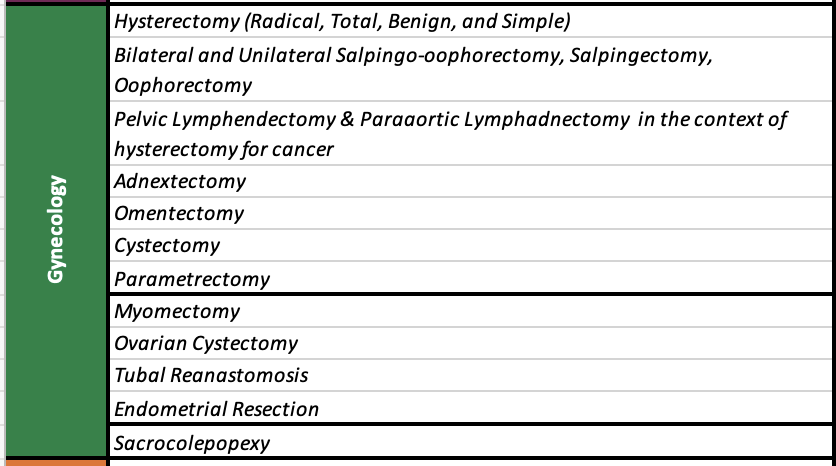 Gynecology
Hysterectomy (Radical, Total, Benign, and Simple)
Bilateral and Unilateral Salpingo-oophorectomy, Salpingectomy,
Oophorectomy
Pelvic Lymphendectomy & Paraaortic Lymphadnectomy in the context of
hysterectomy for cancer
Adnextectomy
Omentectomy
Cystectomy
Parametrectomy
Myomectomy
Ovarian Cystectomy
Tubal Reanastomosis
Endometrial Resection
Sacrocolepopexy